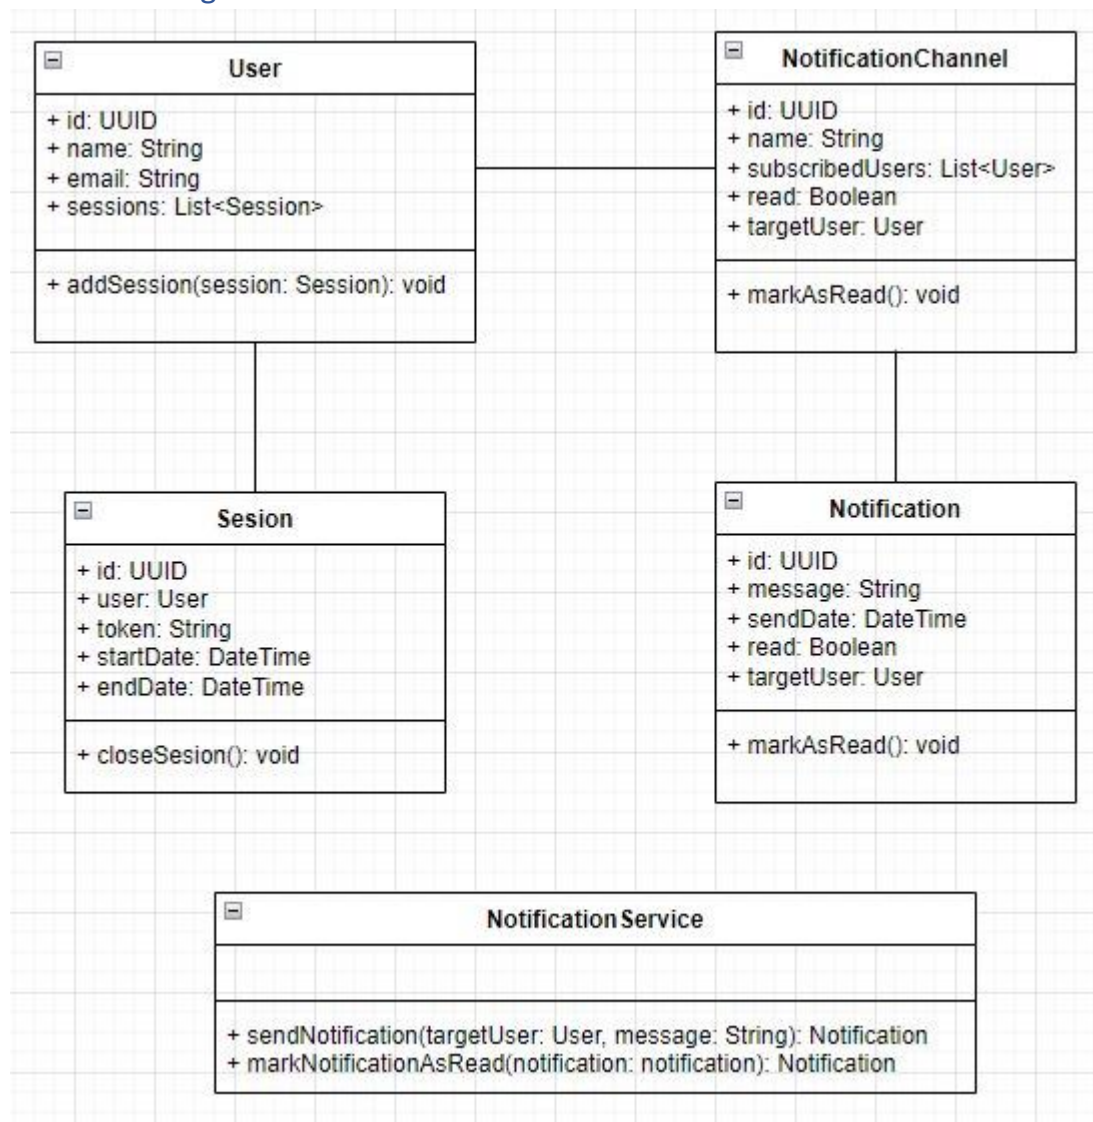 User
+ id: UUID
+ name: String
+ email: String
+ sessions: List<Session>
+ addSession(session: Session): void
NotificationChannel
+ id: UUID
+ name: String
+ subscribedUsers: List<User>
+ read: Boolean
+ targetUser: User
+ markAsRead(): void
Sesion
+ id: UUID
+ user: User
+ token: String
+ startDate: DateTime
+ endDate: DateTime
+ closeSesion(): void
Notification
+ id: UUID
+ message: String
+ sendDate: DateTime
+ read: Boolean
+ targetUser: User
+ markAsRead(): void
NotificationService
+ sendNotification(targetUser: User, message: String): Notification
+ markNotificationAsRead(notification: notification): Notification